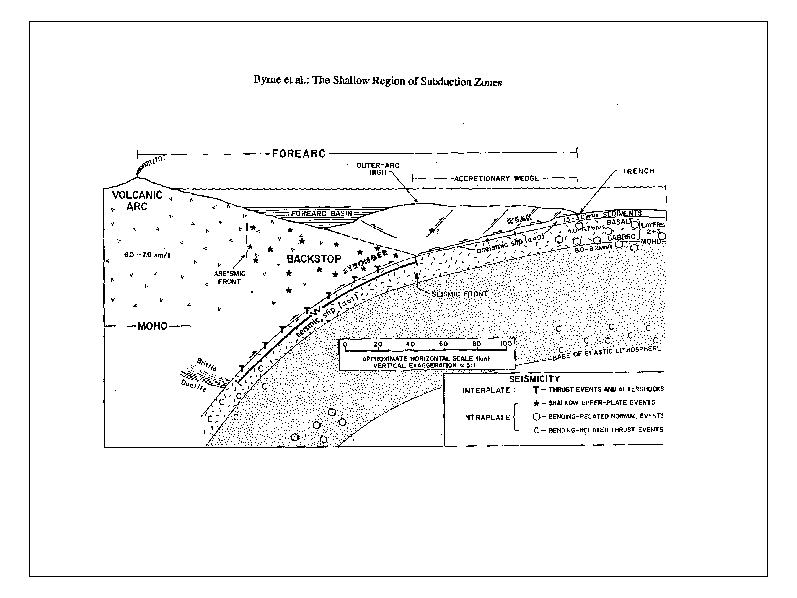 Byrne et al.: The Shallow Region of Subduction Zones
FOREARC
OUTER-ARC
HIGH
ACCRETIONARY WEDGE
TRENCH
VOLCANIC
ARC
FOREARC BASIN
WEAK
SEDIMENTS
BASALT
GABBRO
MOHO
aseismic slip
6.0 - 7.0 km/s
BACKSTOP
STRONGER
ASEISMIC
FRONT
SEISMIC FRONT
seismic slip
MOHO
0 20 40 60 80 100
APPROXIMATE HORIZONTAL SCALE (km)
VERTICAL EXAGGERATION ≈ 5:1
BASE OF ELASTIC LITHOSPHERE
Brittle
Ductile
SEISMICITY
INTERPLATE: T - THRUST EVENTS AND AFTERSHOCKS
INTRAPLATE
★ - SHALLOW UPPER-PLATE EVENTS
O - BENDING-RELATED NORMAL EVENTS
C - BENDING-RELATED THRUST EVENTS